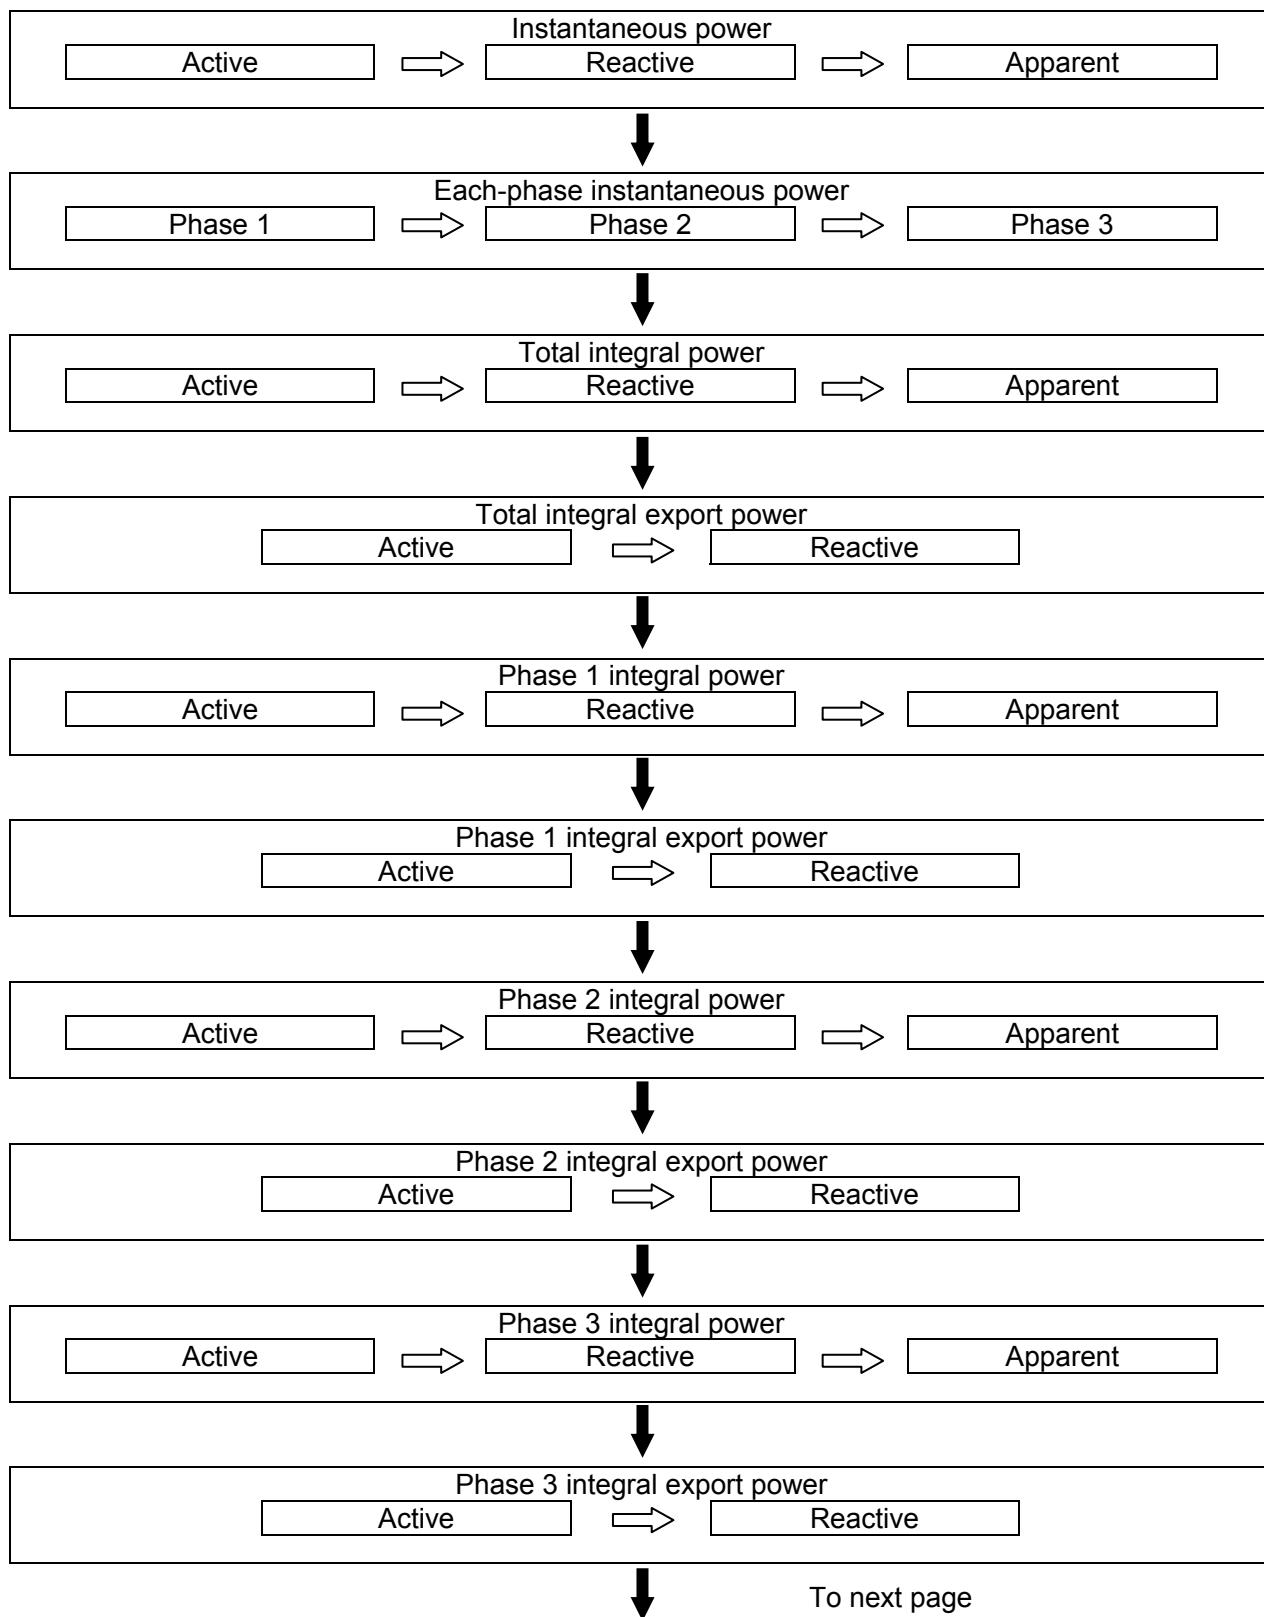 Instantaneous power
Active Reactive Apparent
Each-phase instantaneous power
Phase 1 Phase 2 Phase 3
Total integral power
Active Reactive Apparent
Total integral export power
Active Reactive
Phase 1 integral power
Active Reactive Apparent
Phase 1 integral export power
Active Reactive
Phase 2 integral power
Active Reactive Apparent
Phase 2 integral export power
Active Reactive
Phase 3 integral power
Active Reactive Apparent
Phase 3 integral export power
Active Reactive
To next page